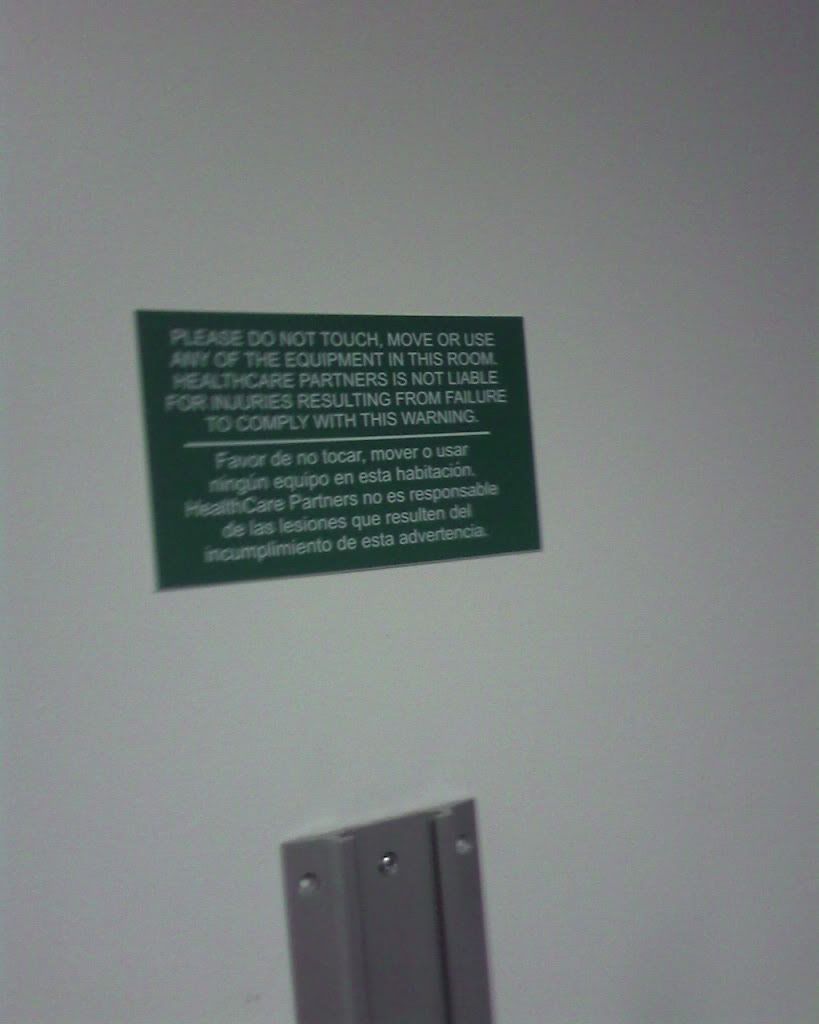 PLEASE DO NOT TOUCH, MOVE OR USE
ANY OF THE EQUIPMENT IN THIS ROOM.
HEALTHCARE PARTNERS IS NOT LIABLE
FOR INJURIES RESULTING FROM FAILURE
TO COMPLY WITH THIS WARNING.
Favor de no tocar, mover o usar
ningún equipo en esta habitación.
HealthCare Partners no es responsable
de las lesiones que resulten del
incumplimiento de esta advertencia.